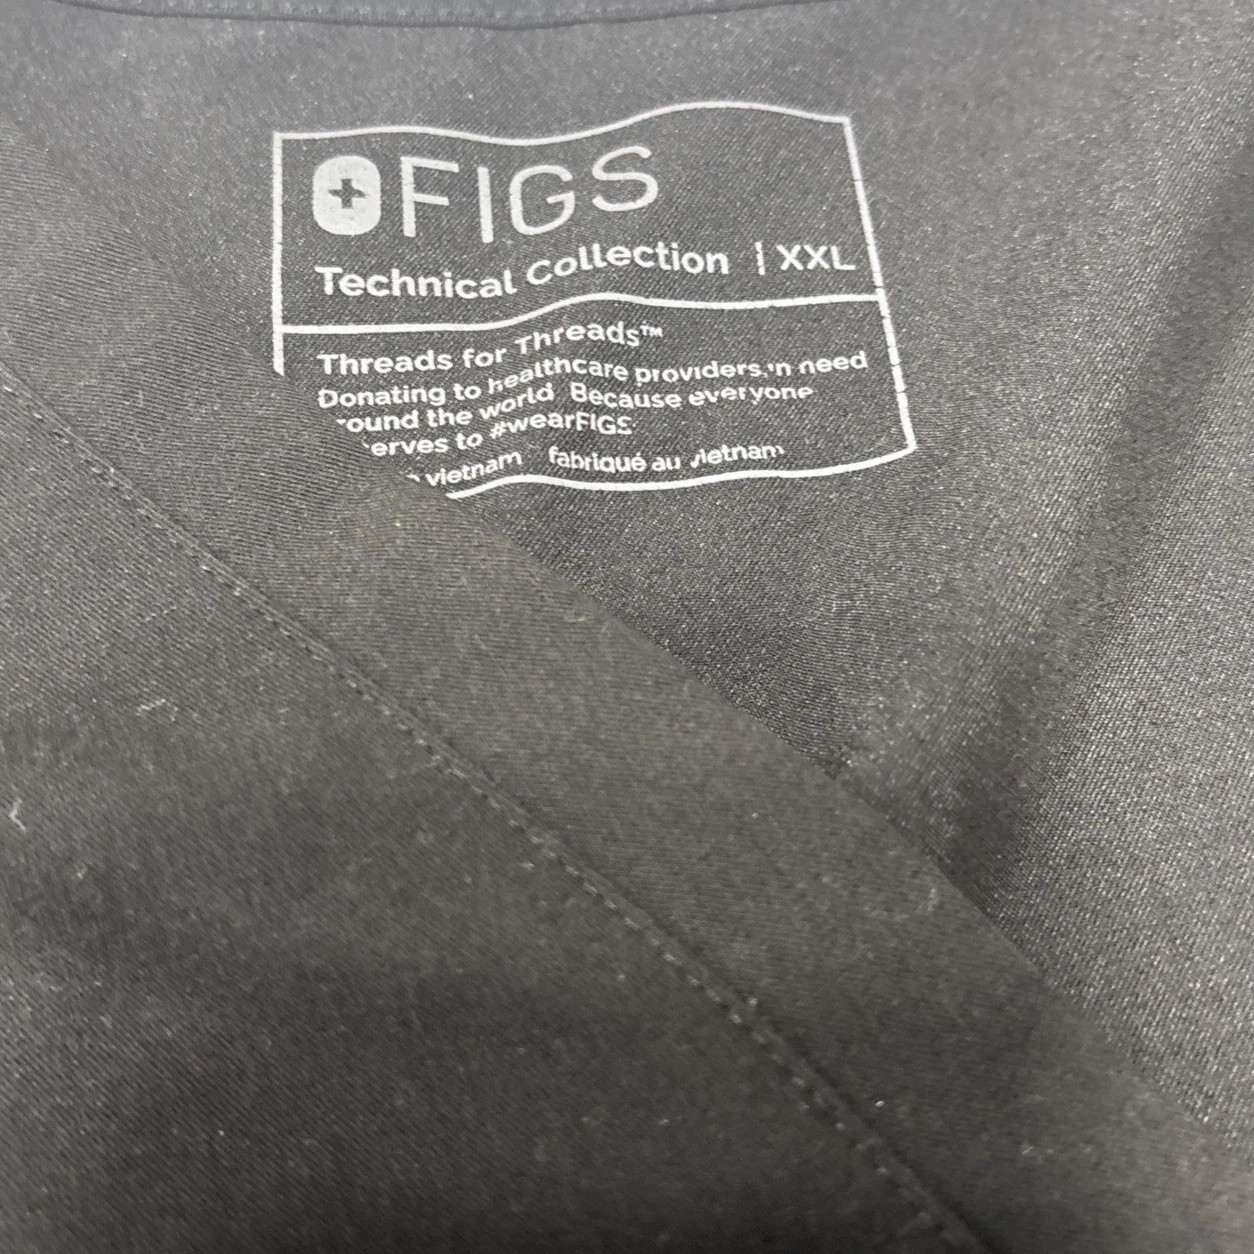 FIGS
Technical Collection | XXL
Threads for Threads™
Donating to healthcare providers in need
round the world Because everyone
erves to #wearFIGS
vietnam fabriqué au vietnam